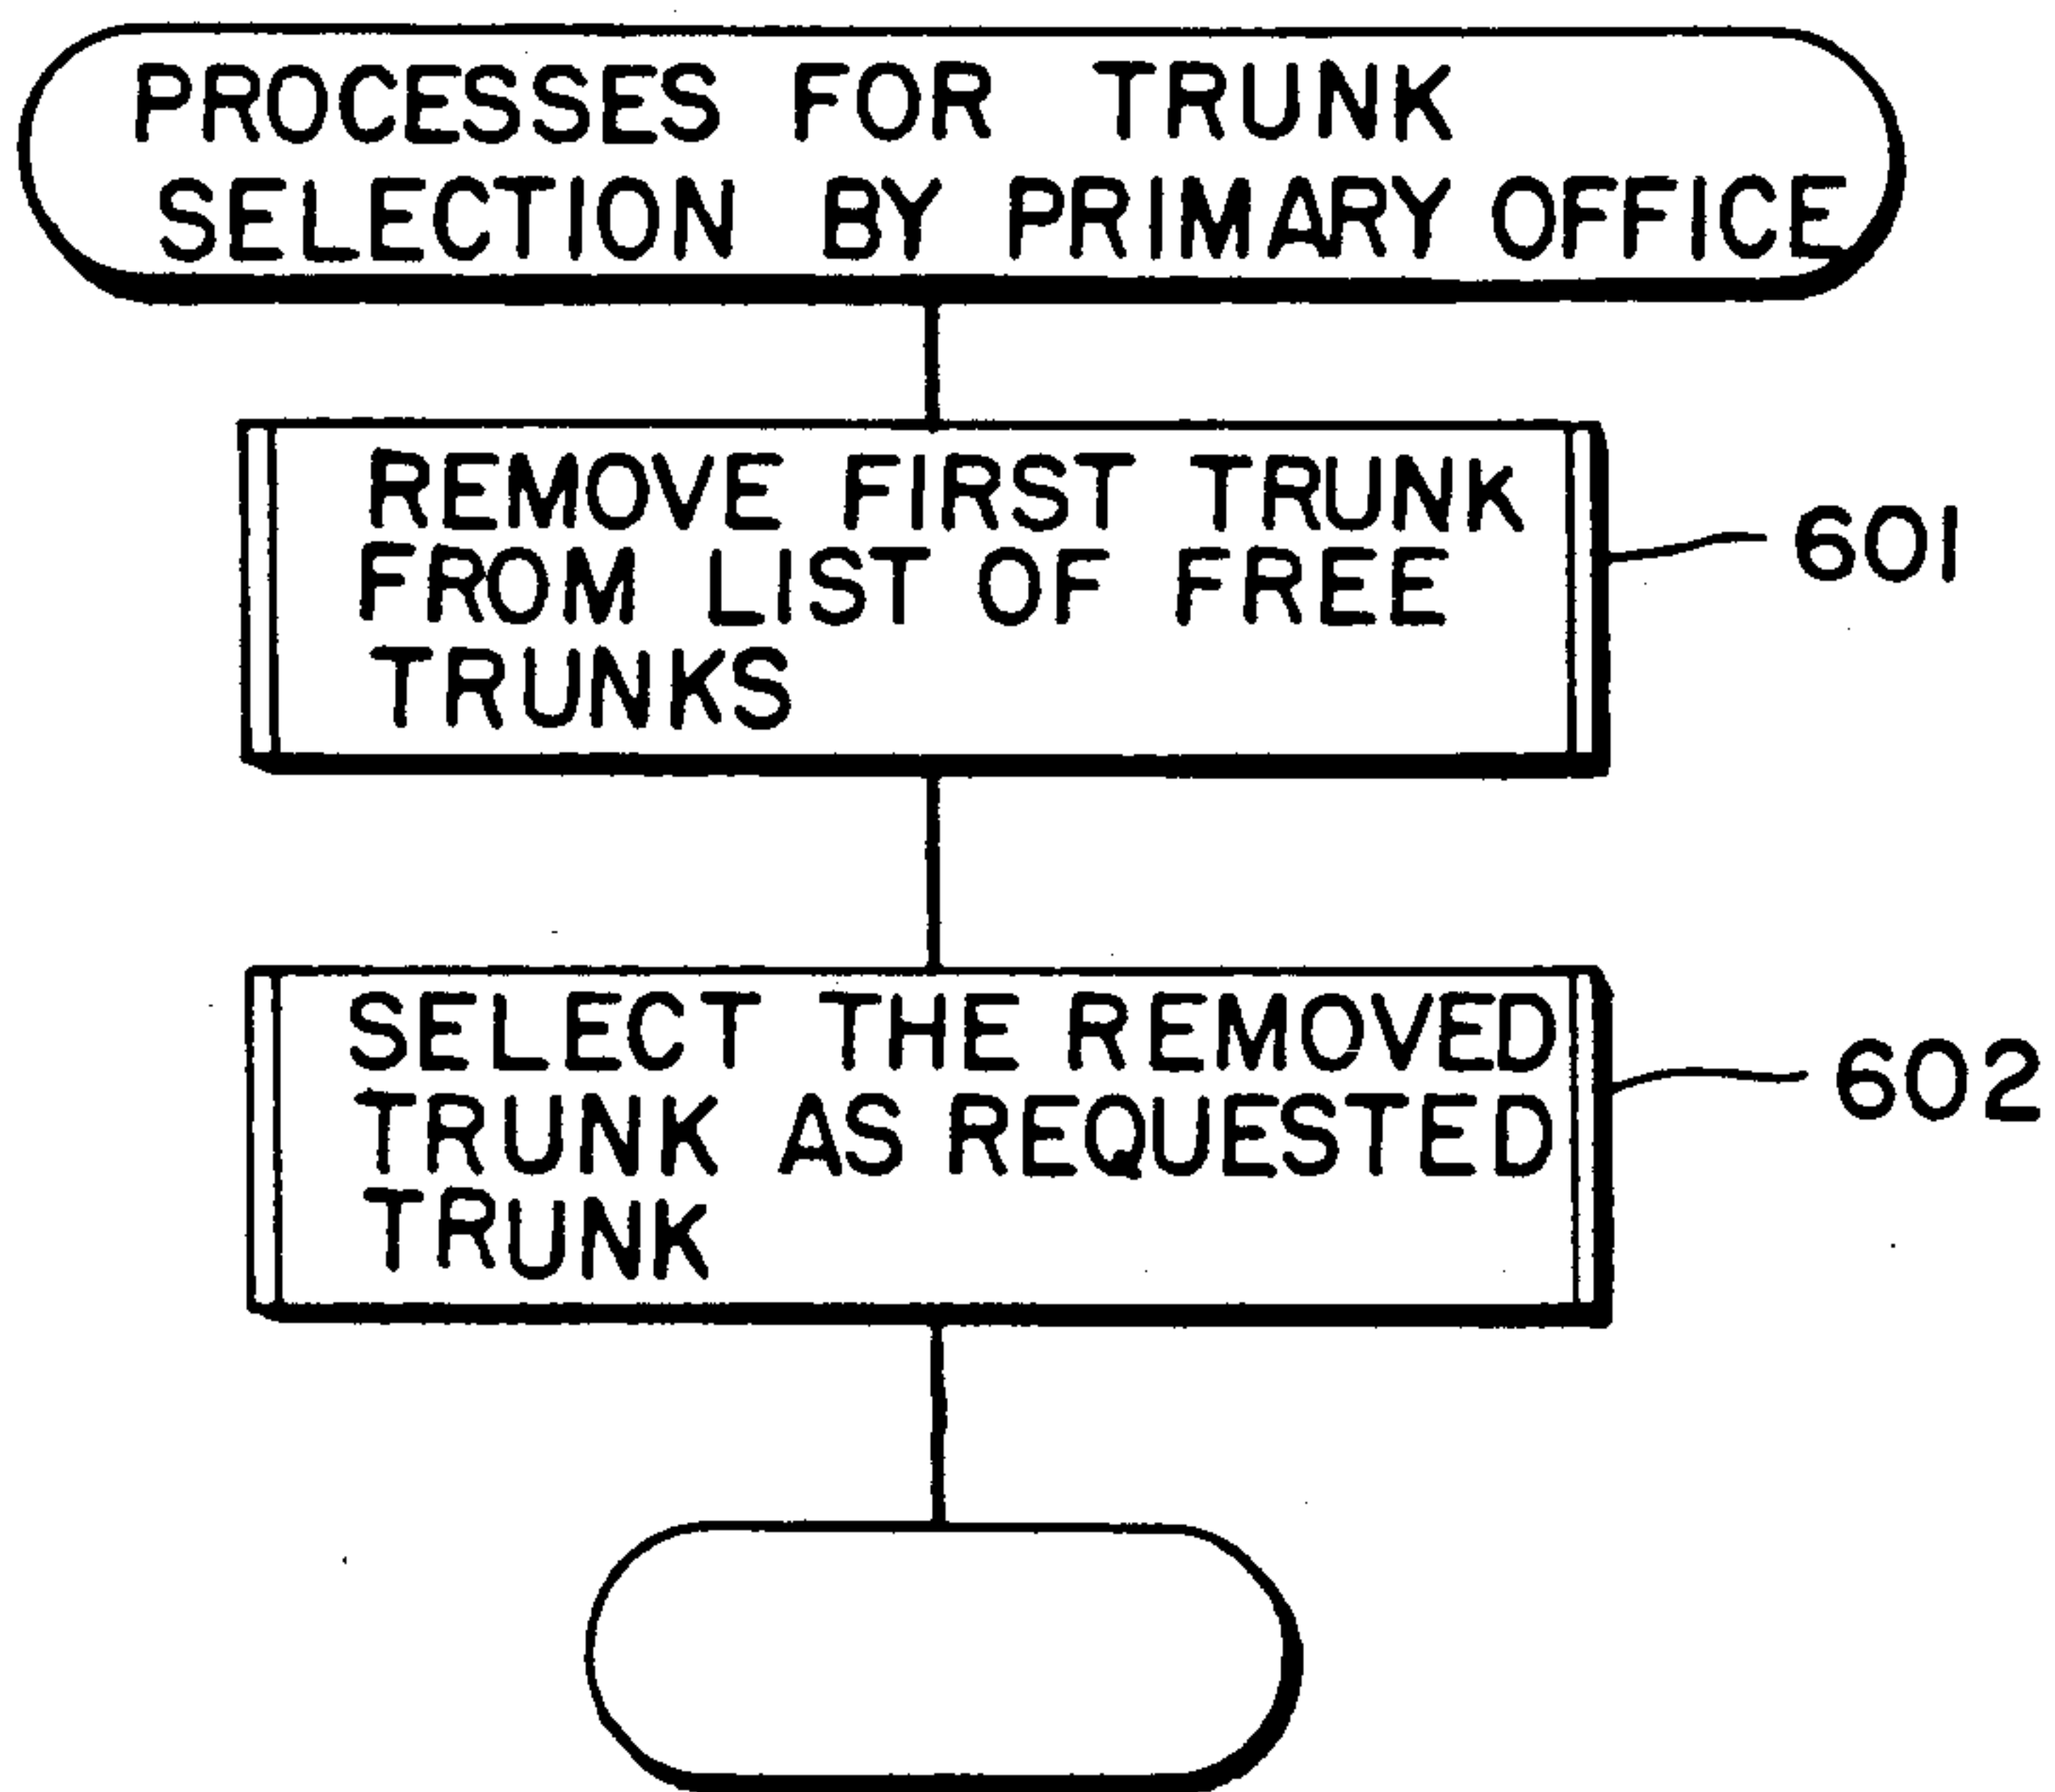 PROCESSES FOR TRUNK
SELECTION BY PRIMARY OFFICE
REMOVE FIRST TRUNK
FROM LIST OF FREE
TRUNKS
601
SELECT THE REMOVED
TRUNK AS REQUESTED
TRUNK
602